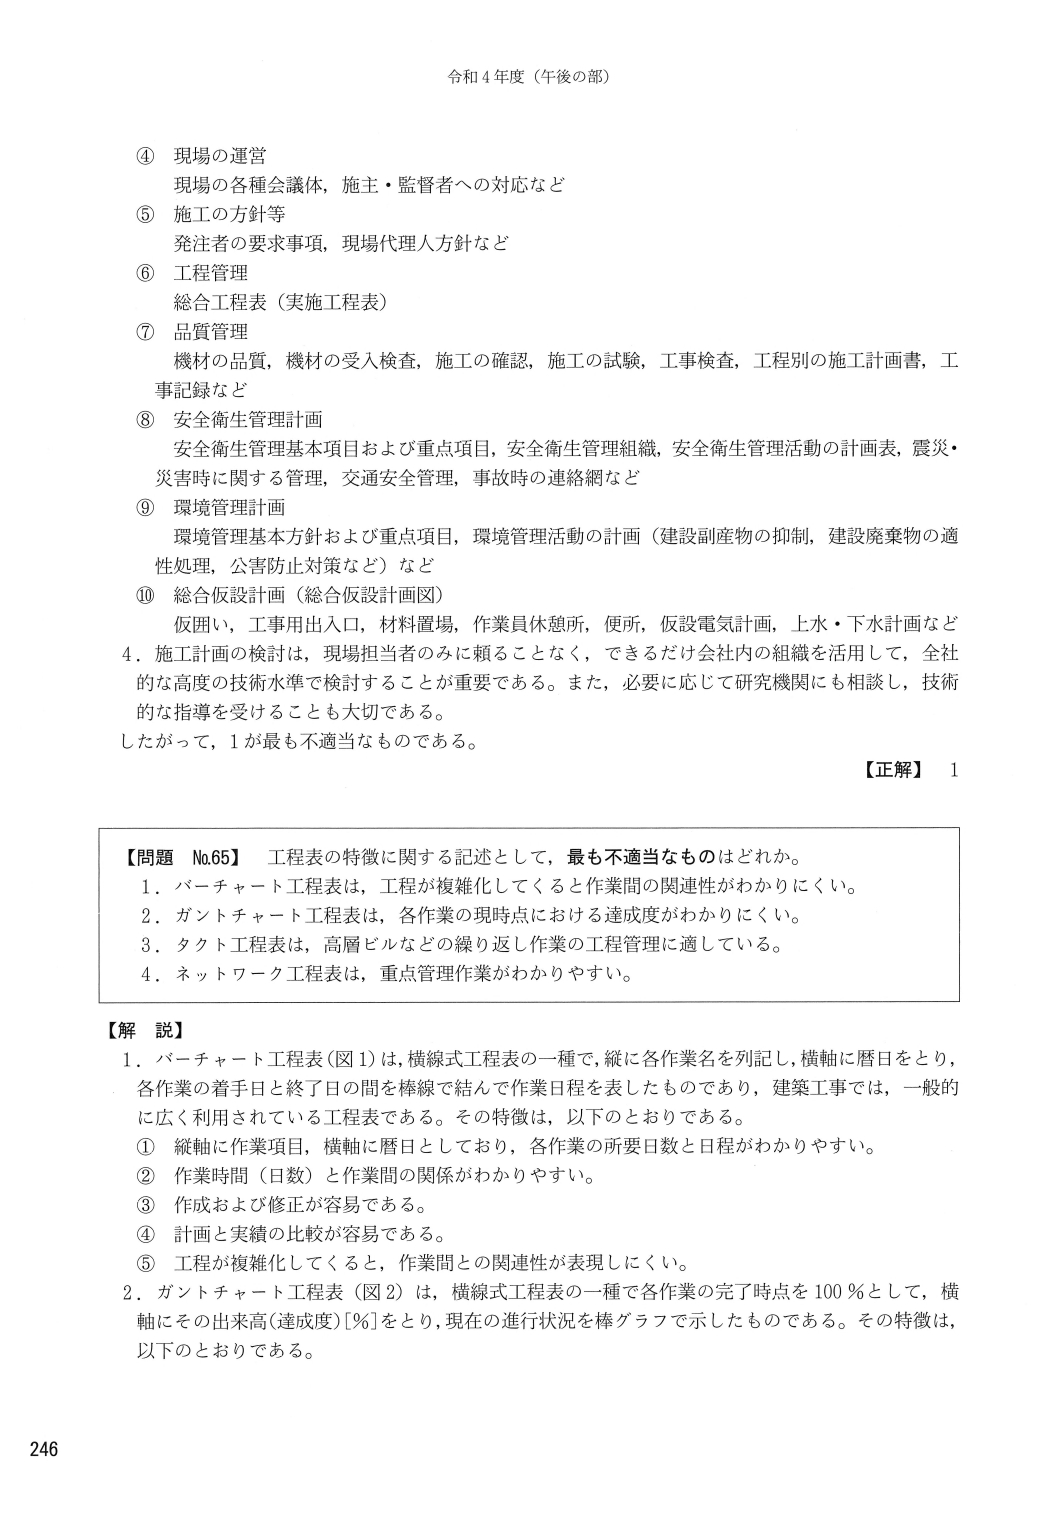 令和4年度（午後の部）
④　現場の運営
現場の各種会議体，施主・監督者への対応など
⑤　施工の方針等
発注者の要求事項，現場代理人方針など
⑥　工程管理
総合工程表（実施工程表）
⑦　品質管理
機材の品質，機材の受入検査，施工の確認，施工の試験，工事検査，工程別の施工計画書，工
事記録など
⑧　安全衛生管理計画
安全衛生管理基本項目および重点項目，安全衛生管理組織，安全衛生管理活動の計画表，震災・
災害時に関する管理，交通安全管理，事故時の連絡網など
⑨　環境管理計画
環境管理基本方針および重点項目，環境管理活動の計画（建設副産物の抑制，建設廃棄物の適
性処理，公害防止対策など）など
⑩　総合仮設計画（総合仮設計画図）
仮囲い，工事用出入口，材料置場，作業員休憩所，便所，仮設電気計画，上水・下水計画など
4．施工計画の検討は，現場担当者のみに頼ることなく，できるだけ会社内の組織を活用して，全社
的な高度の技術水準で検討することが重要である。また，必要に応じて研究機関にも相談し，技術
的な指導を受けることも大切である。
したがって，1が最も不適当なものである。
【正解】　1
【問題　№65】　工程表の特徴に関する記述として，最も不適当なものはどれか。
1．バーチャート工程表は，工程が複雑化してくると作業間の関連性がわかりにくい。
2．ガントチャート工程表は，各作業の現時点における達成度がわかりにくい。
3．タクト工程表は，高層ビルなどの繰り返し作業の工程管理に適している。
4．ネットワーク工程表は，重点管理作業がわかりやすい。
【解　説】
1．バーチャート工程表（図1）は，横線式工程表の一種で，縦に各作業名を列記し，横軸に暦日をとり，
各作業の着手日と終了日の間を棒線で結んで作業日程を表したものであり，建築工事では，一般的
に広く利用されている工程表である。その特徴は，以下のとおりである。
①　縦軸に作業項目，横軸に暦日としており，各作業の所要日数と日程がわかりやすい。
②　作業時間（日数）と作業間の関係がわかりやすい。
③　作成および修正が容易である。
④　計画と実績の比較が容易である。
⑤　工程が複雑化してくると，作業間との関連性が表現しにくい。
2．ガントチャート工程表（図2）は，横線式工程表の一種で各作業の完了時点を100％として，横
軸にその出来高（達成度）［％］をとり，現在の進行状況を棒グラフで示したものである。その特徴は，
以下のとおりである。
246